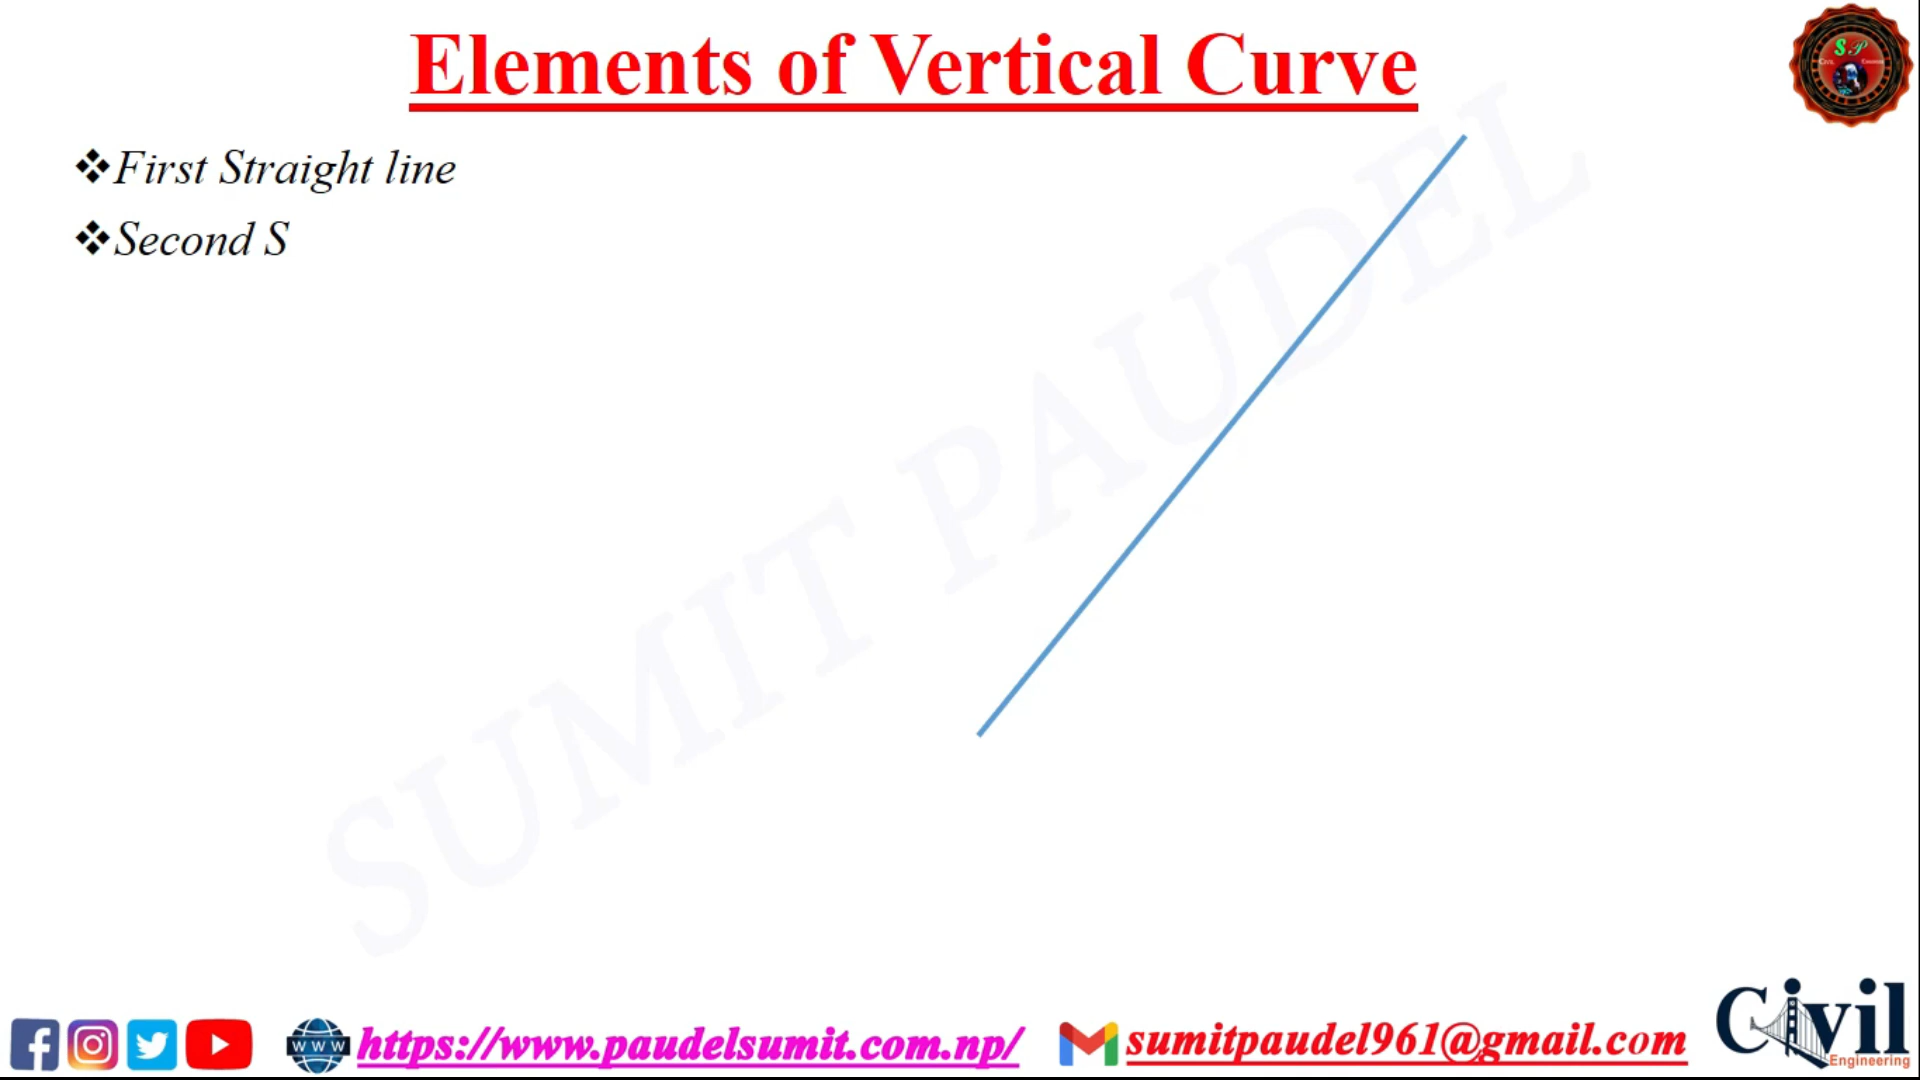 Elements of Vertical Curve
❖First Straight line
❖Second S
SUMIT PAUDEL
S P
www
https://www.paudelsumit.com.np/
sumitpaudel961@gmail.com
Civil
Engineering